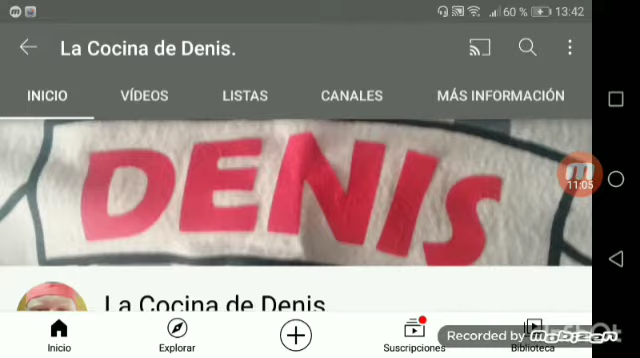 60 % 13:42
La Cocina de Denis.
INICIO VÍDEOS LISTAS CANALES MÁS INFORMACIÓN
DENIS
11:05
La Cocina de Denis
Inicio Explorar Suscripciones Biblioteca
Recorded by mobizen